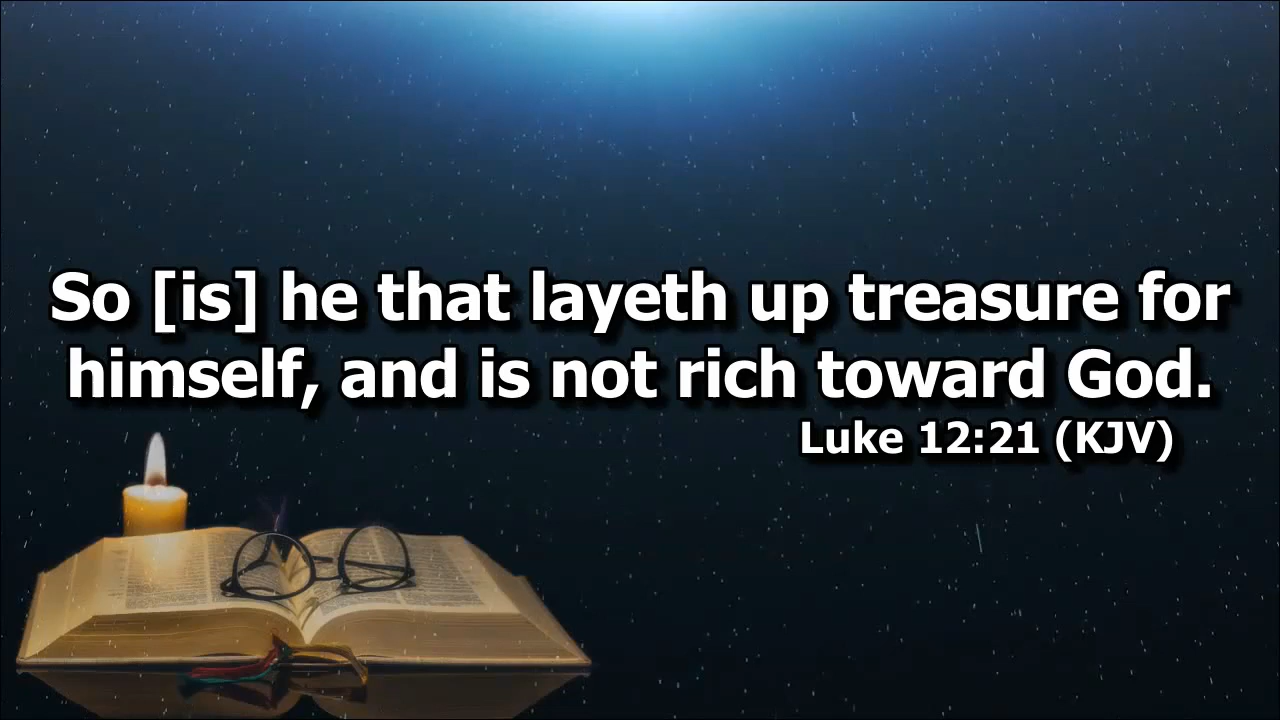 So [is] he that layeth up treasure for
himself, and is not rich toward God.
Luke 12:21 (KJV)